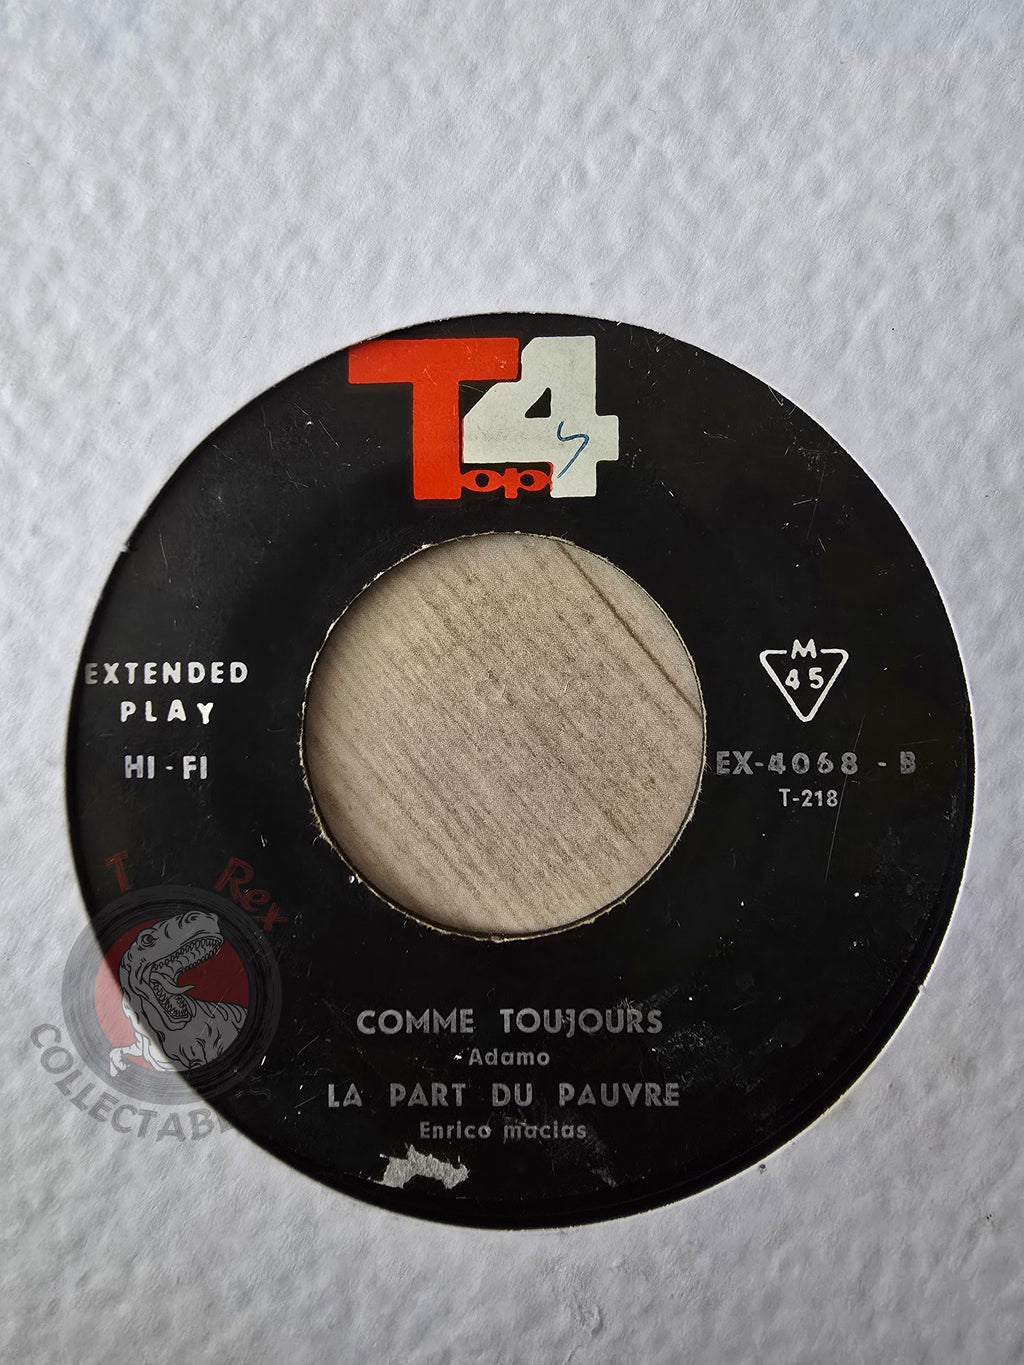 Top 4
EXTENDED
PLAY
HI - FI
M
45
EX-4068 - B
T-218
T Rex
COLLECTAB
COMME TOUJOURS
Adamo
LA PART DU PAUVRE
Enrico macias